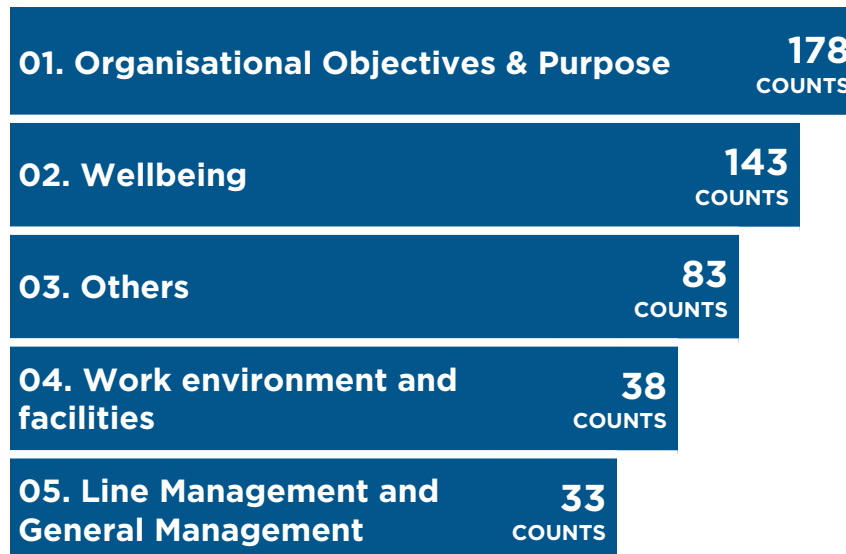 01. Organisational Objectives & Purpose
178
COUNTS
02. Wellbeing
143
COUNTS
03. Others
83
COUNTS
04. Work environment and
facilities
38
COUNTS
05. Line Management and
General Management
33
COUNTS